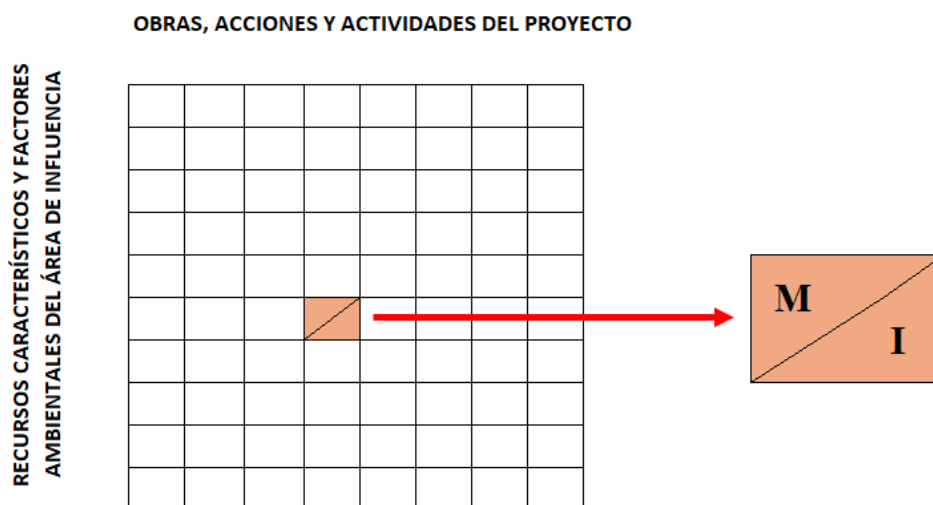 OBRAS, ACCIONES Y ACTIVIDADES DEL PROYECTO
RECURSOS CARACTERÍSTICOS Y FACTORES
AMBIENTALES DEL ÁREA DE INFLUENCIA
M
I